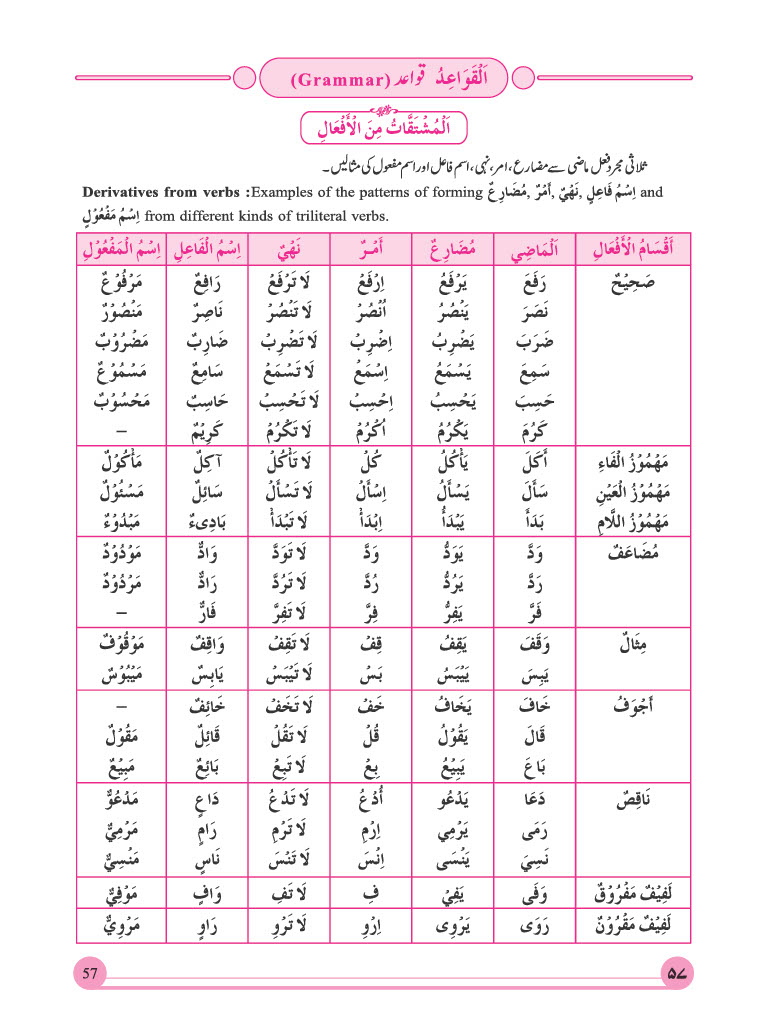 اَلْقَوَاعِدُ قواعد (Grammar)
اَلْمُشْتَقَّاتُ مِنَ الْأَفْعَالِ
ثلاثی مجرد فعل ماضی سے مضارع، امر، نہی، اسم فاعل اور اسم مفعول کی مثالیں۔
Derivatives from verbs : Examples of the patterns of forming اِسْمُ فَاعِلٍ ,نَهْيٌ ,أَمْرٌ ,مُضَارِعٌ and
اِسْمُ مَفْعُوْلٍ from different kinds of triliteral verbs.
أَقْسَامُ الْأَفْعَالِ اَلْمَاضِي مُضَارِعٌ أَمْرٌ نَهْيٌ اِسْمُ الْفَاعِلِ اِسْمُ الْمَفْعُوْلِ
صَحِيْحٌ رَفَعَ يَرْفَعُ اِرْفَعْ لَا تَرْفَعْ رَافِعٌ مَرْفُوْعٌ
نَصَرَ يَنْصُرُ اُنْصُرْ لَا تَنْصُرْ نَاصِرٌ مَنْصُوْرٌ
ضَرَبَ يَضْرِبُ اِضْرِبْ لَا تَضْرِبْ ضَارِبٌ مَضْرُوْبٌ
سَمِعَ يَسْمَعُ اِسْمَعْ لَا تَسْمَعْ سَامِعٌ مَسْمُوْعٌ
حَسِبَ يَحْسِبُ اِحْسِبْ لَا تَحْسِبْ حَاسِبٌ مَحْسُوْبٌ
كَرُمَ يَكْرُمُ اُكْرُمْ لَا تَكْرُمْ كَرِيْمٌ –
مَهْمُوْزُ الْفَاءِ أَكَلَ يَأْكُلُ كُلْ لَا تَأْكُلْ آكِلٌ مَأْكُوْلٌ
مَهْمُوْزُ الْعَيْنِ سَأَلَ يَسْأَلُ اِسْأَلْ لَا تَسْأَلْ سَائِلٌ مَسْئُوْلٌ
مَهْمُوْزُ اللَّامِ بَدَأَ يَبْدَأُ اِبْدَأْ لَا تَبْدَأْ بَادِىءٌ مَبْدُوْءٌ
مُضَاعَفٌ وَدَّ يَوَدُّ وَدَّ لَا تَوَدَّ وَادٌّ مَوْدُوْدٌ
رَدَّ يَرُدُّ رُدَّ لَا تَرُدَّ رَادٌّ مَرْدُوْدٌ
فَرَّ يَفِرُّ فِرَّ لَا تَفِرَّ فَارٌّ –
مِثَالٌ وَقَفَ يَقِفُ قِفْ لَا تَقِفْ وَاقِفٌ مَوْقُوْفٌ
يَبِسَ يَيْبَسُ بَسْ لَا تَيْبَسْ يَابِسٌ مَيْبُوْسٌ
أَجْوَفُ خَافَ يَخَافُ خَفْ لَا تَخَفْ خَائِفٌ –
قَالَ يَقُوْلُ قُلْ لَا تَقُلْ قَائِلٌ مَقُوْلٌ
بَاعَ يَبِيْعُ بِعْ لَا تَبِعْ بَائِعٌ مَبِيْعٌ
نَاقِصٌ دَعَا يَدْعُو أُدْعُ لَا تَدْعُ دَاعٍ مَدْعُوٌّ
رَمَى يَرْمِي اِرْمِ لَا تَرْمِ رَامٍ مَرْمِيٌّ
نَسِيَ يَنْسَى اِنْسَ لَا تَنْسَ نَاسٍ مَنْسِيٌّ
لَفِيْفٌ مَفْرُوْقٌ وَفَى يَفِيْ فِ لَا تَفِ وَافٍ مَوْفِيٌّ
لَفِيْفٌ مَقْرُوْنٌ رَوَى يَرْوِى اِرْوِ لَا تَرْوِ رَاوٍ مَرْوِيٌّ
57 ۵۷